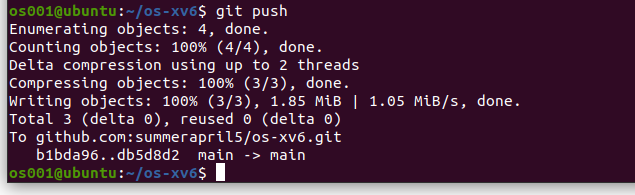 os001@ubuntu:~/os-xv6$ git push
Enumerating objects: 4, done.
Counting objects: 100% (4/4), done.
Delta compression using up to 2 threads
Compressing objects: 100% (3/3), done.
Writing objects: 100% (3/3), 1.85 MiB | 1.05 MiB/s, done.
Total 3 (delta 0), reused 0 (delta 0)
To github.com:summerapril5/os-xv6.git
   b1bda96..db5d8d2  main -> main
os001@ubuntu:~/os-xv6$